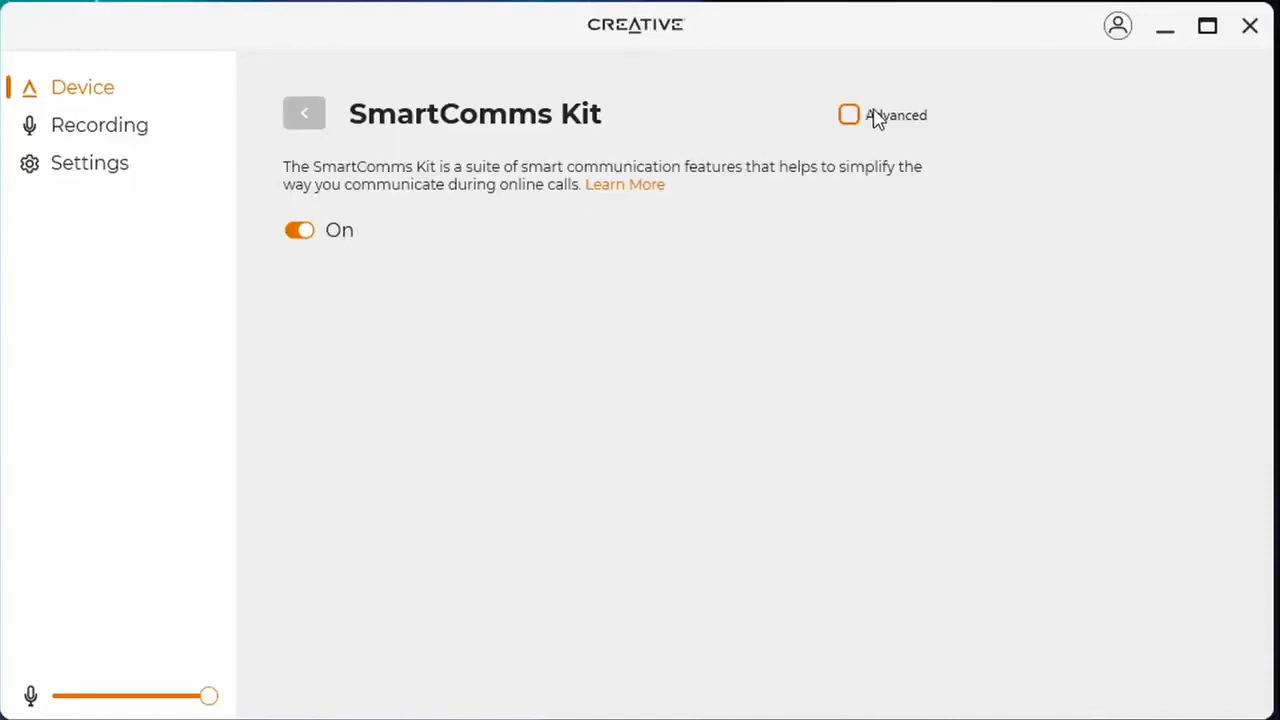 CREATIVE
Device
Recording
Settings
SmartComms Kit
Advanced
The SmartComms Kit is a suite of smart communication features that helps to simplify the
way you communicate during online calls. Learn More
On